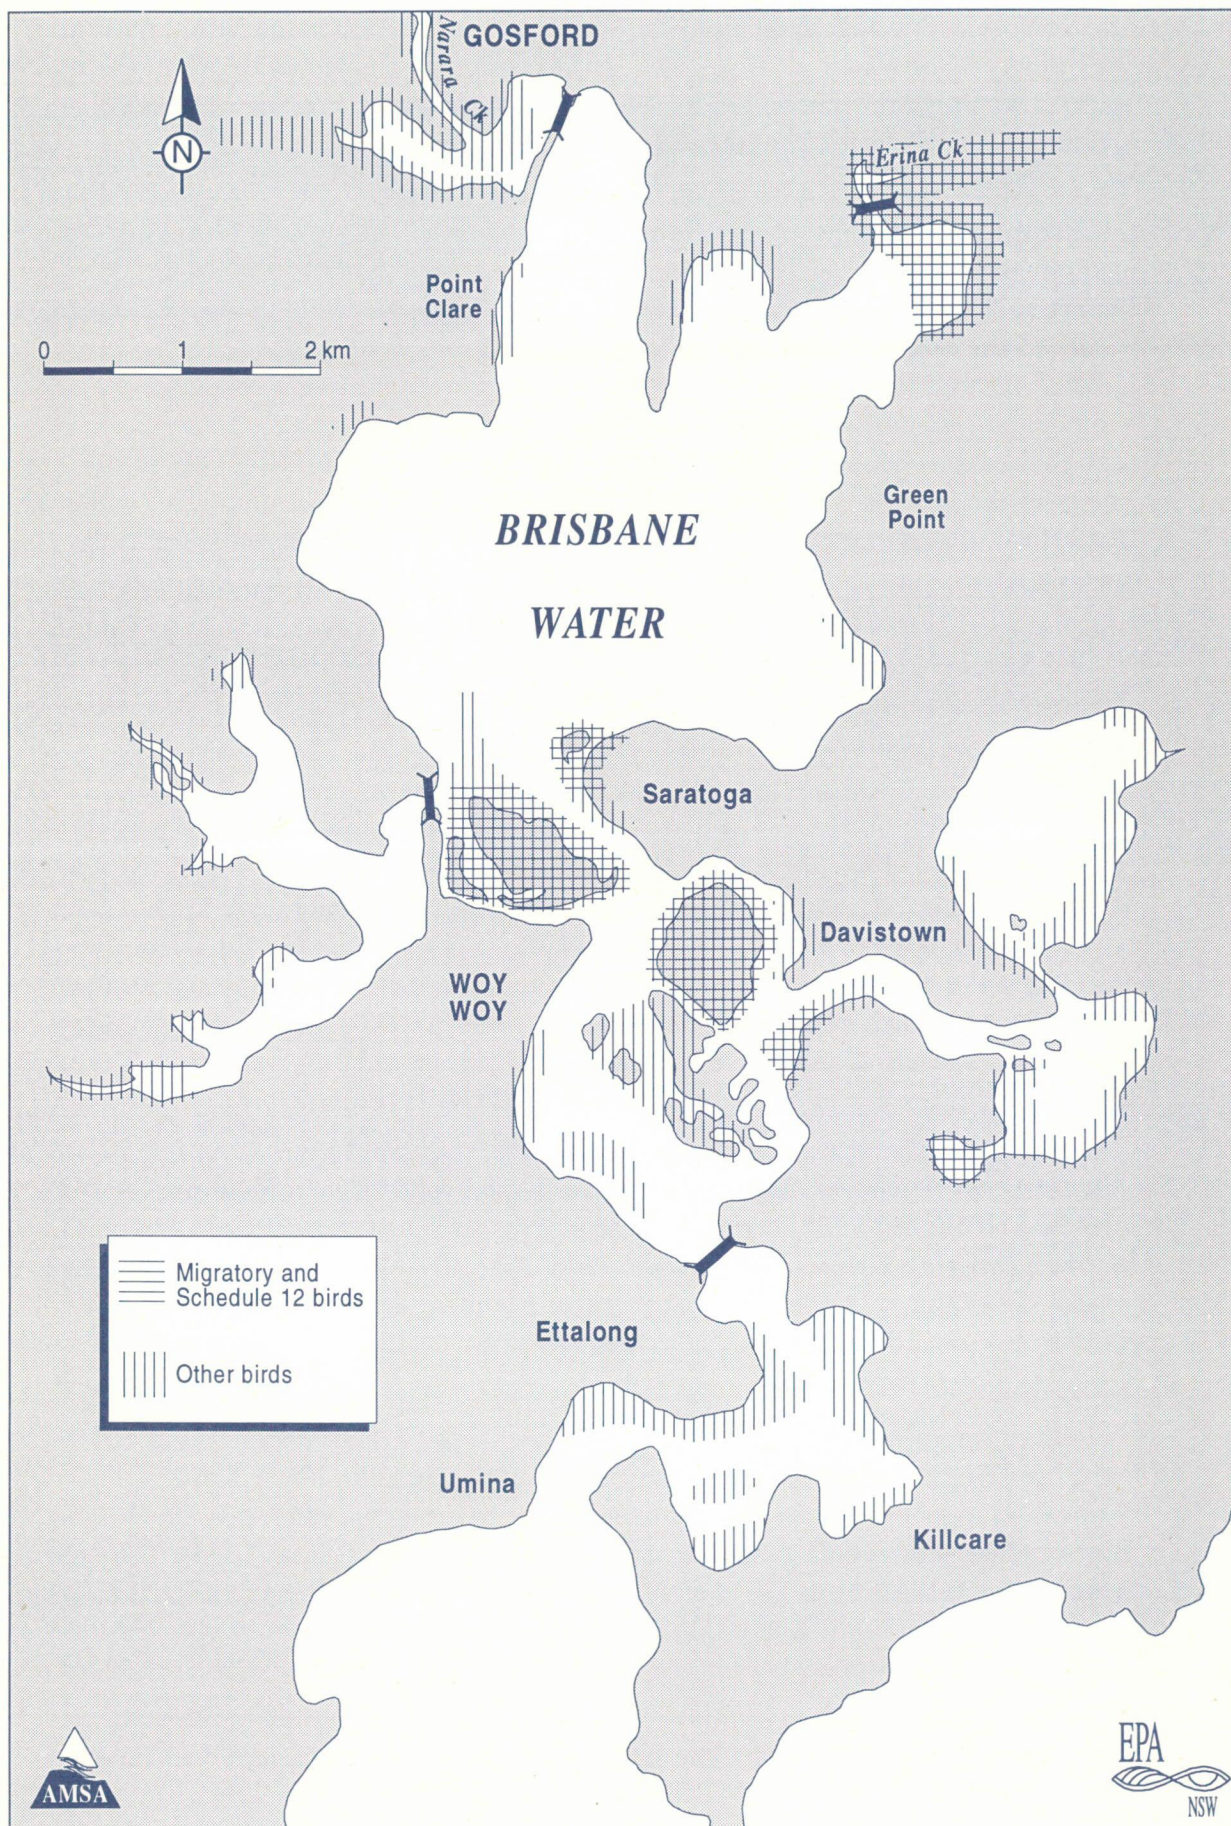 GOSFORD
Narara Ck
N
Erina Ck
Point
Clare
0 1 2 km
Green
Point
BRISBANE
WATER
Saratoga
Davistown
WOY
WOY
Migratory and
Schedule 12 birds
Other birds
Ettalong
Umina
Killcare
AMSA
EPA
NSW